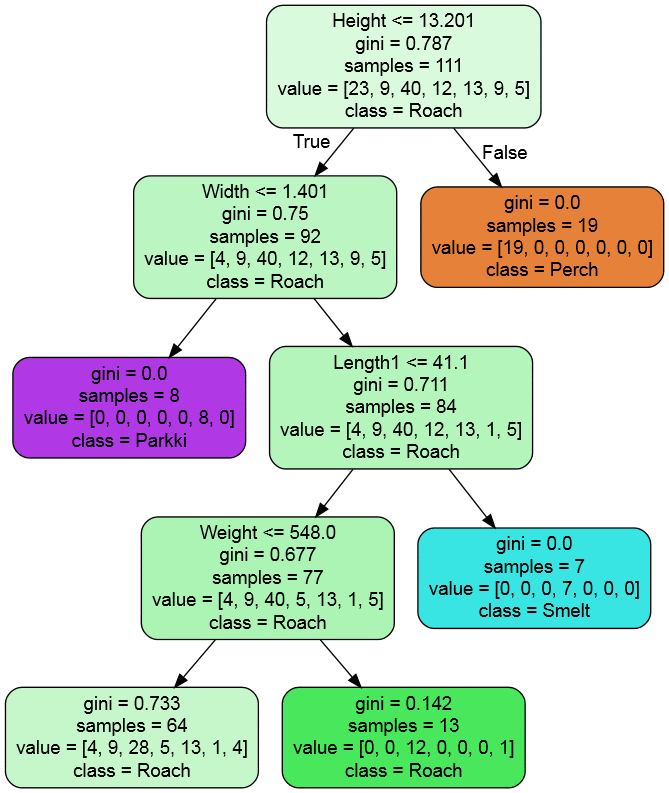 Height <= 13.201
gini = 0.787
samples = 111
value = [23, 9, 40, 12, 13, 9, 5]
class = Roach
True
False
Width <= 1.401
gini = 0.75
samples = 92
value = [4, 9, 40, 12, 13, 9, 5]
class = Roach
gini = 0.0
samples = 19
value = [19, 0, 0, 0, 0, 0, 0]
class = Perch
gini = 0.0
samples = 8
value = [0, 0, 0, 0, 0, 8, 0]
class = Parkki
Length1 <= 41.1
gini = 0.711
samples = 84
value = [4, 9, 40, 12, 13, 1, 5]
class = Roach
Weight <= 548.0
gini = 0.677
samples = 77
value = [4, 9, 40, 5, 13, 1, 5]
class = Roach
gini = 0.0
samples = 7
value = [0, 0, 0, 7, 0, 0, 0]
class = Smelt
gini = 0.733
samples = 64
value = [4, 9, 28, 5, 13, 1, 4]
class = Roach
gini = 0.142
samples = 13
value = [0, 0, 12, 0, 0, 0, 1]
class = Roach